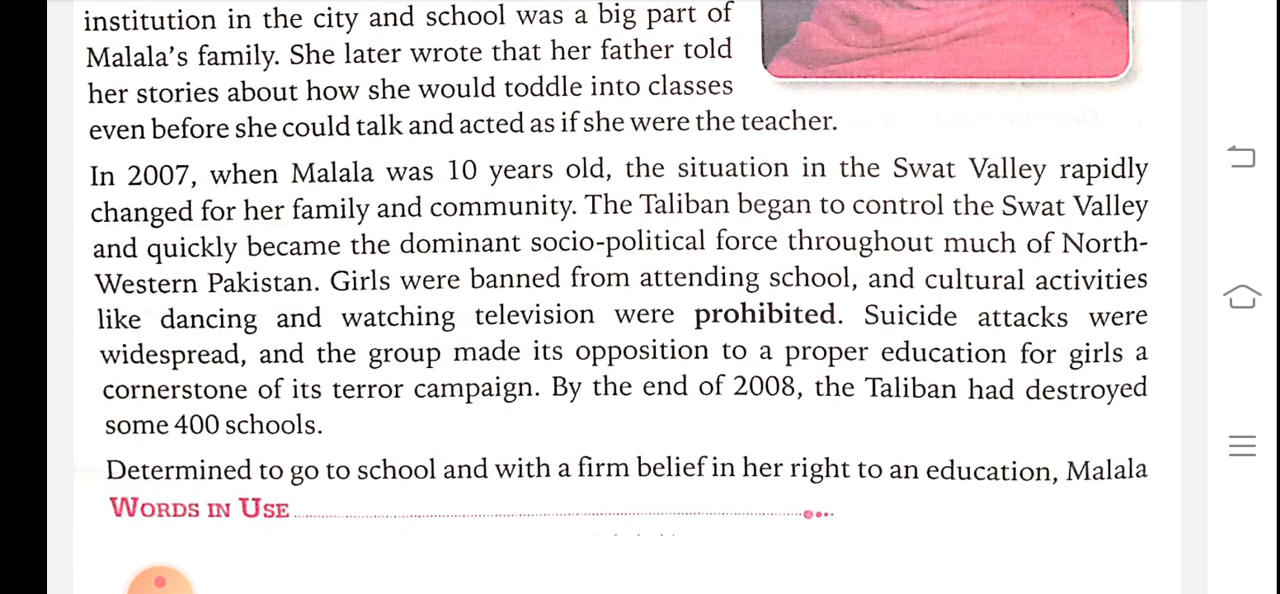 institution in the city and school was a big part of
Malala's family. She later wrote that her father told
her stories about how she would toddle into classes
even before she could talk and acted as if she were the teacher.
In 2007, when Malala was 10 years old, the situation in the Swat Valley rapidly
changed for her family and community. The Taliban began to control the Swat Valley
and quickly became the dominant socio-political force throughout much of North-
Western Pakistan. Girls were banned from attending school, and cultural activities
like dancing and watching television were prohibited. Suicide attacks were
widespread, and the group made its opposition to a proper education for girls a
cornerstone of its terror campaign. By the end of 2008, the Taliban had destroyed
some 400 schools.
Determined to go to school and with a firm belief in her right to an education, Malala
WORDS IN USE